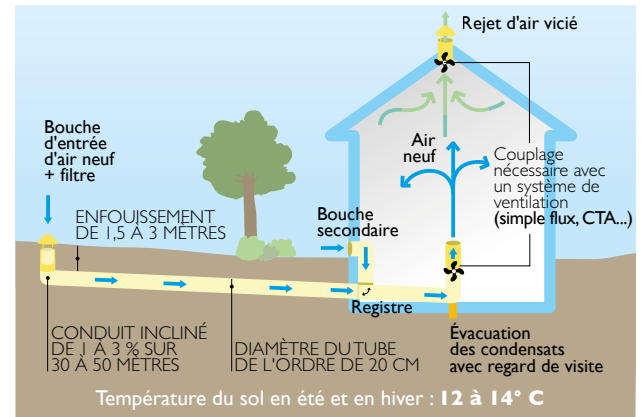 Rejet d'air vicié
Bouche
d'entrée
d'air neuf
+ filtre
Air
neuf
Couplage
nécessaire avec
un système de
ventilation
(simple flux, CTA...)
ENFOUISSEMENT
DE 1,5 À 3 MÈTRES
Bouche
secondaire
Registre
CONDUIT INCLINÉ
DE 1 À 3 % SUR
30 À 50 MÈTRES
DIAMÈTRE DU TUBE
DE L'ORDRE DE 20 CM
Évacuation
des condensats
avec regard de visite
Température du sol en été et en hiver : 12 à 14° C